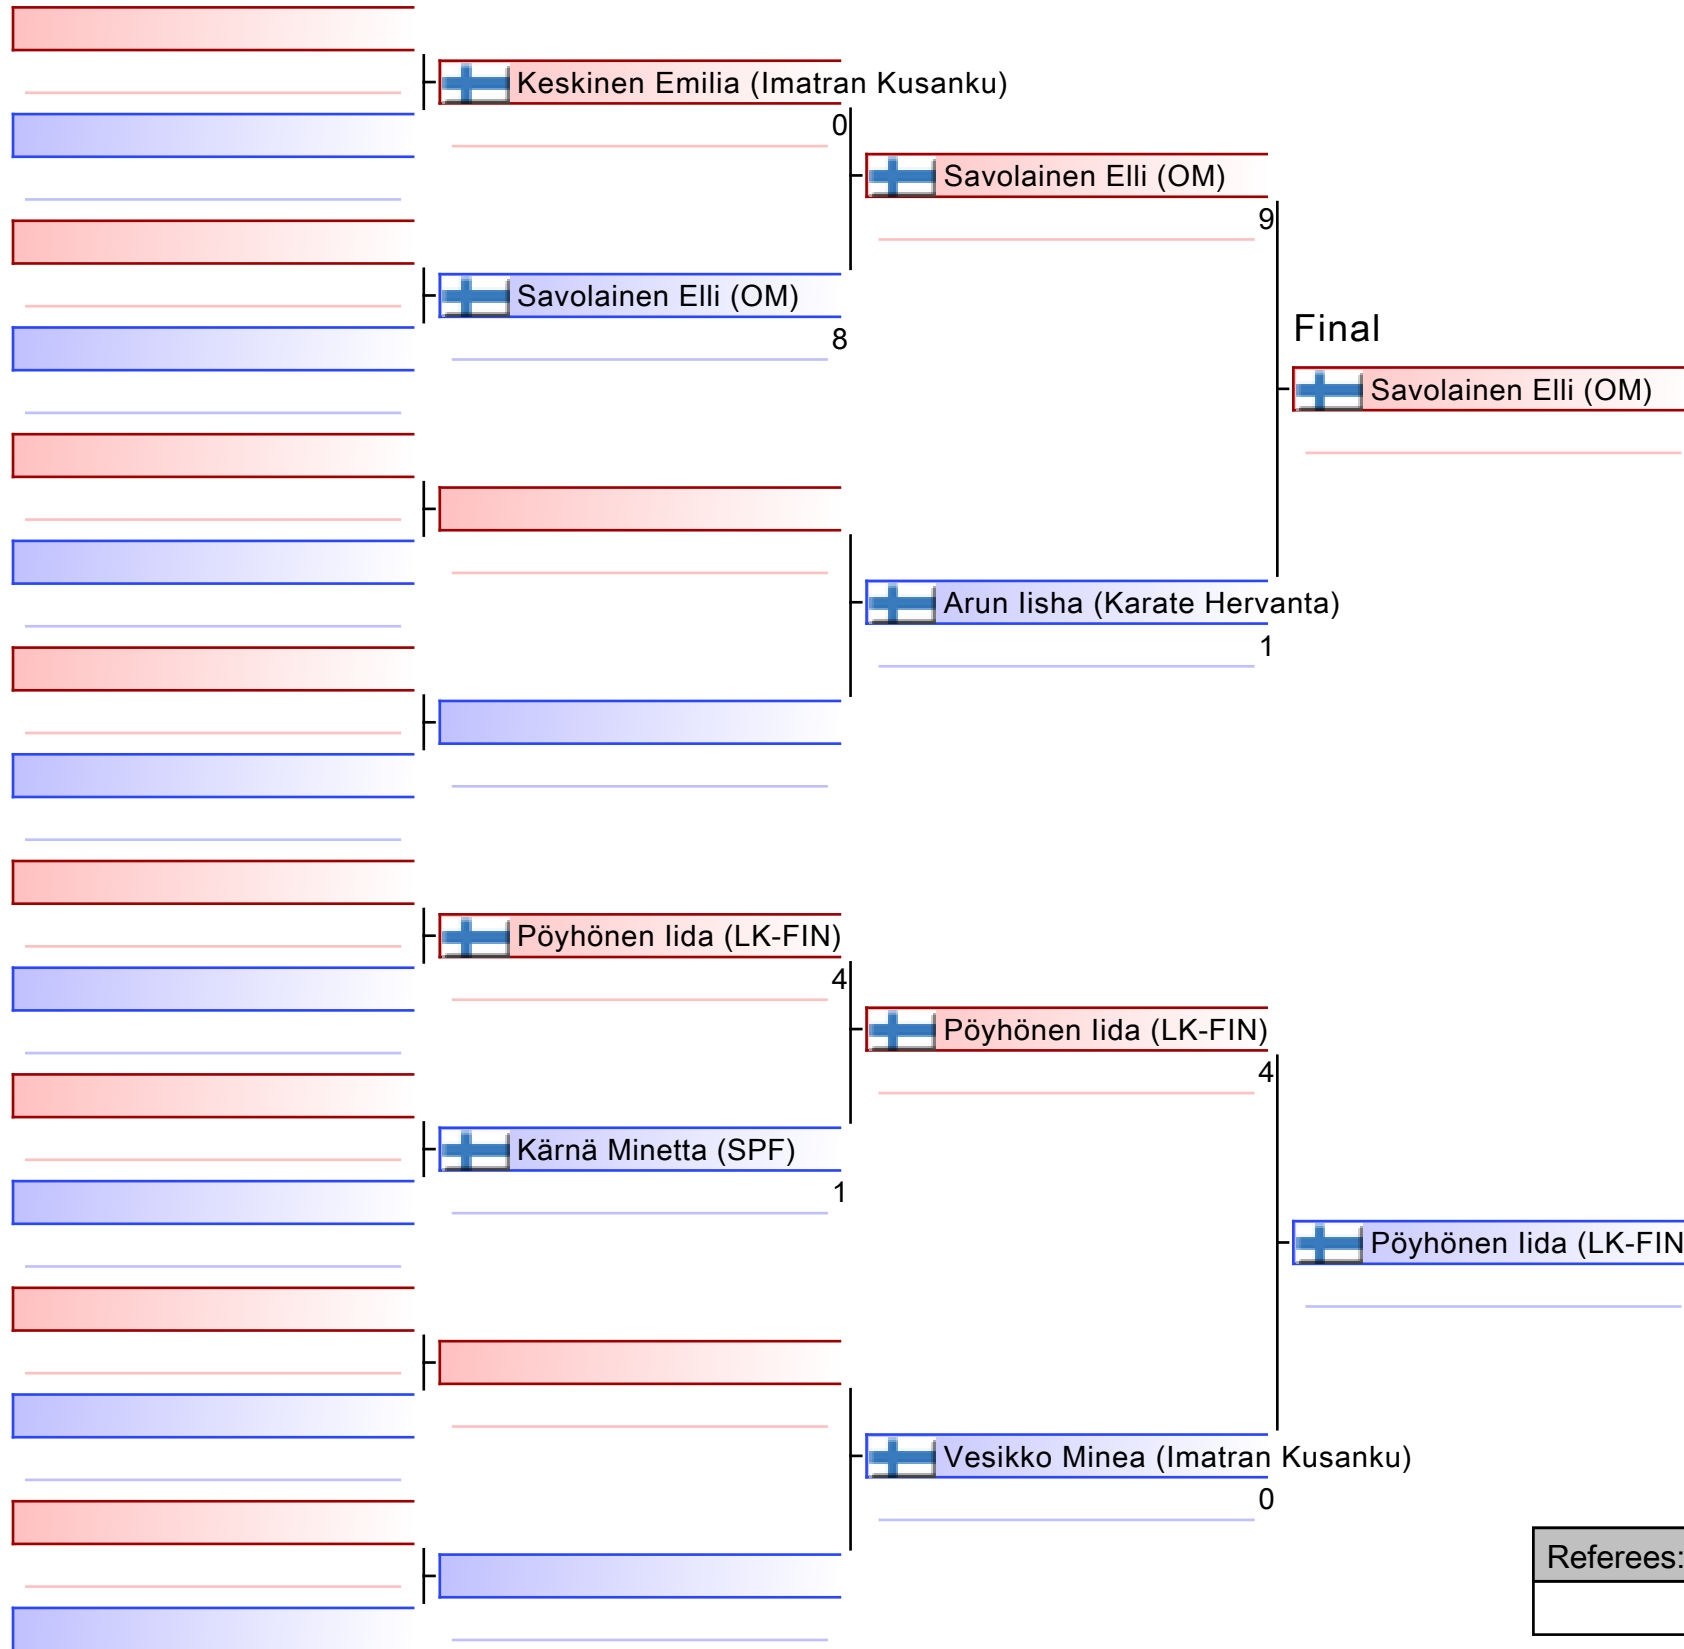 Keskinen Emilia (Imatran Kusanku)
0
Savolainen Elli (OM)
9
Savolainen Elli (OM)
8
Final
Savolainen Elli (OM)
Arun Iisha (Karate Hervanta)
1
Pöyhönen Iida (LK-FIN)
4
Pöyhönen Iida (LK-FIN)
4
Kärnä Minetta (SPF)
1
Pöyhönen Iida (LK-FIN
Vesikko Minea (Imatran Kusanku)
0
Referees: